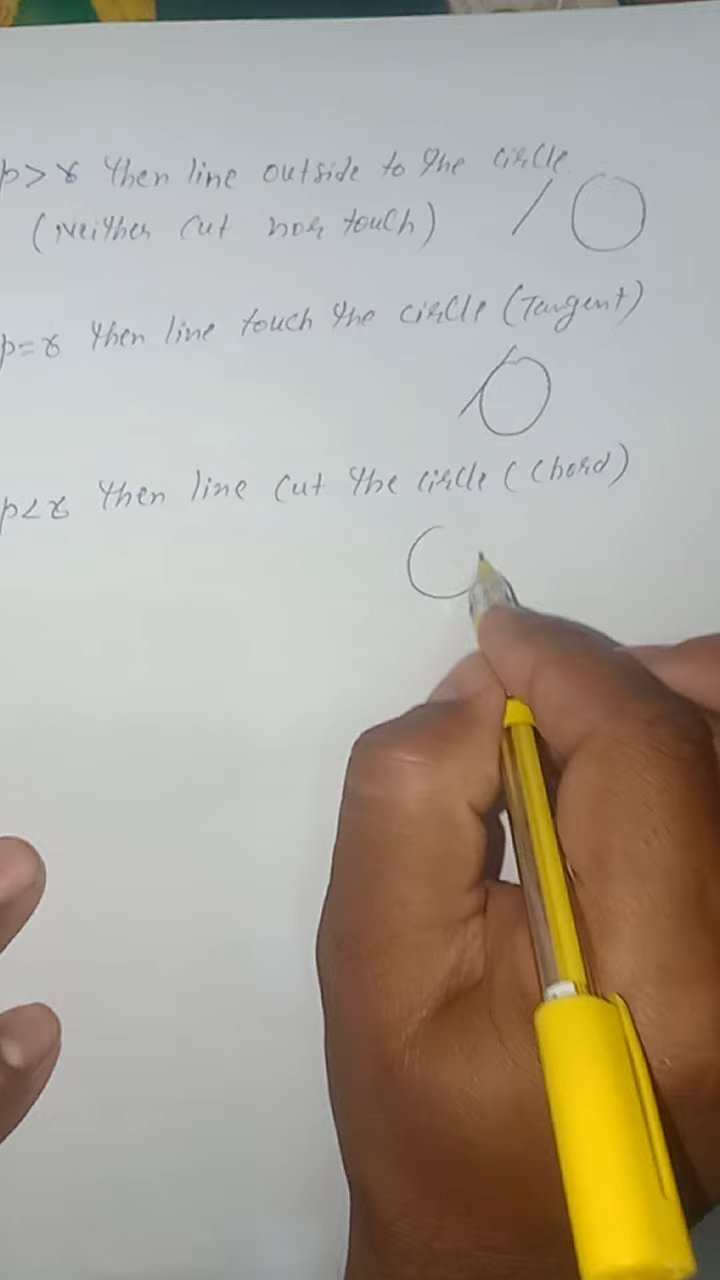 p>r then line outside to the circle
(Neither cut nor touch)
p=r then line touch the circle (Tangent)
p<r then line cut the circle (chord)